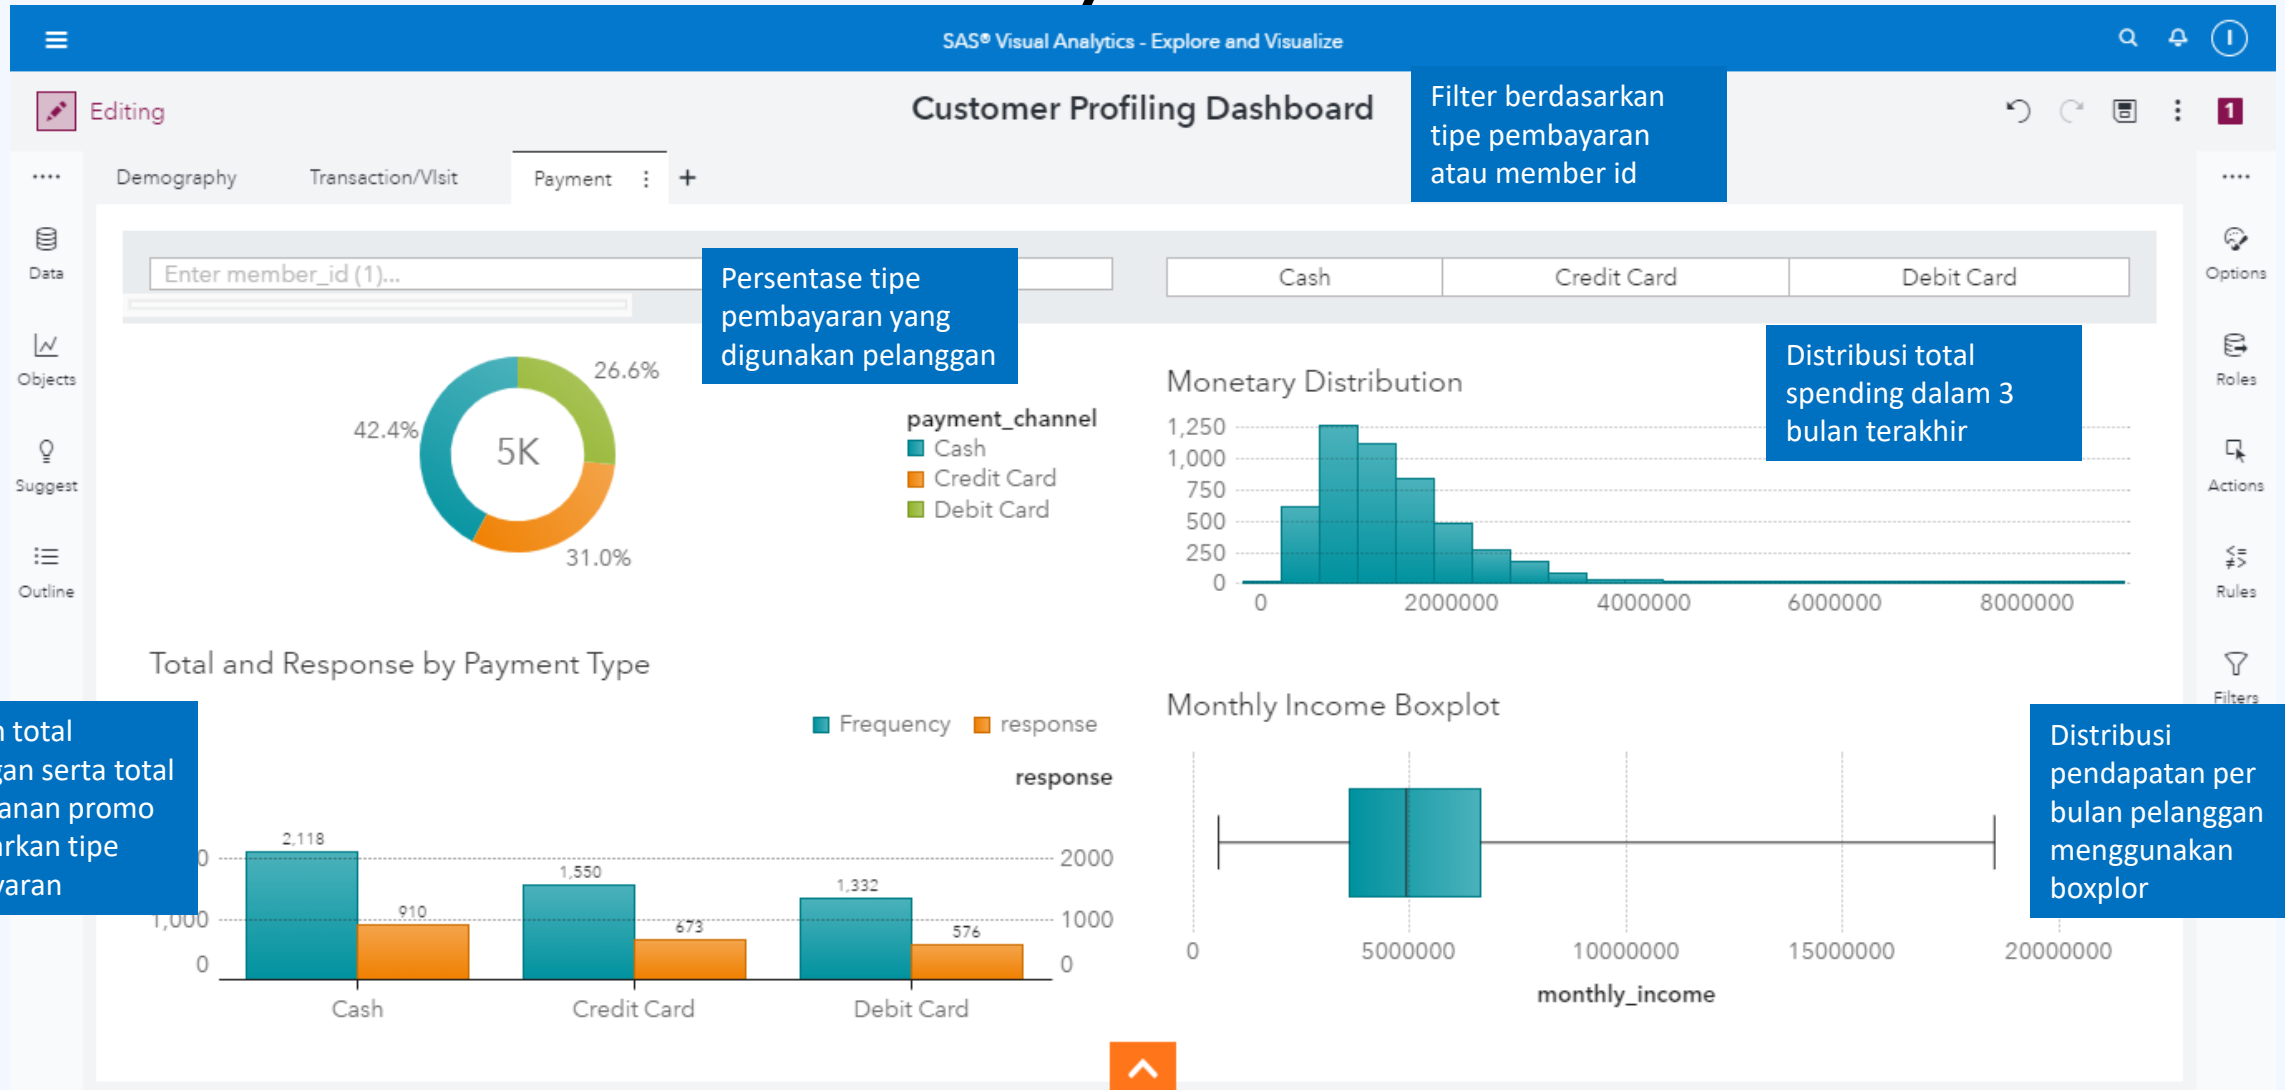 SAS® Visual Analytics - Explore and Visualize
I
Editing
Customer Profiling Dashboard
Filter berdasarkan
tipe pembayaran
atau member id
1
Demography
Transaction/VIsit
Payment
+
Data
Objects
Suggest
Outline
Options
Roles
Actions
Rules
Filters
Enter member_id (1)...
Persentase tipe
pembayaran yang
digunakan pelanggan
Cash
Credit Card
Debit Card
26.6%
42.4%
5K
31.0%
payment_channel
Cash
Credit Card
Debit Card
Monetary Distribution
Distribusi total
spending dalam 3
bulan terakhir
1,250
1,000
750
500
250
0
0 2000000 4000000 6000000 8000000
Total and Response by Payment Type
Frequency response
response
total
serta total
promo
tipe
2,118
910
1,550
673
1,332
576
1,000
0
2000
1000
0
Cash Credit Card Debit Card
Monthly Income Boxplot
Distribusi
pendapatan per
bulan pelanggan
menggunakan
boxplor
0 5000000 10000000 15000000 20000000
monthly_income